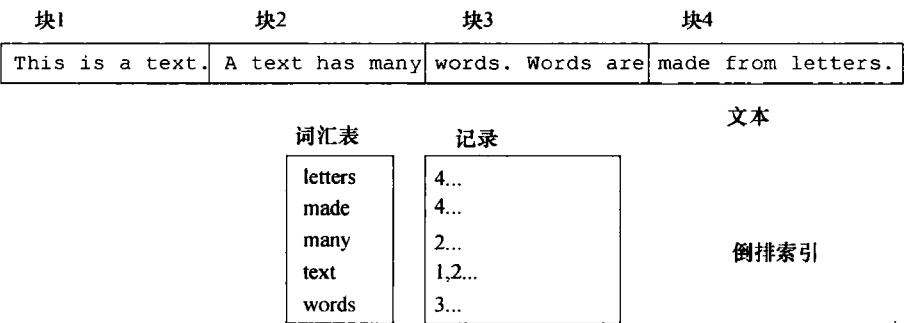 块1 块2 块3 块4
This is a text. A text has many words. Words are made from letters.
文本
词汇表 记录
letters 4...
made 4...
many 2...
倒排索引
text 1,2...
words 3...